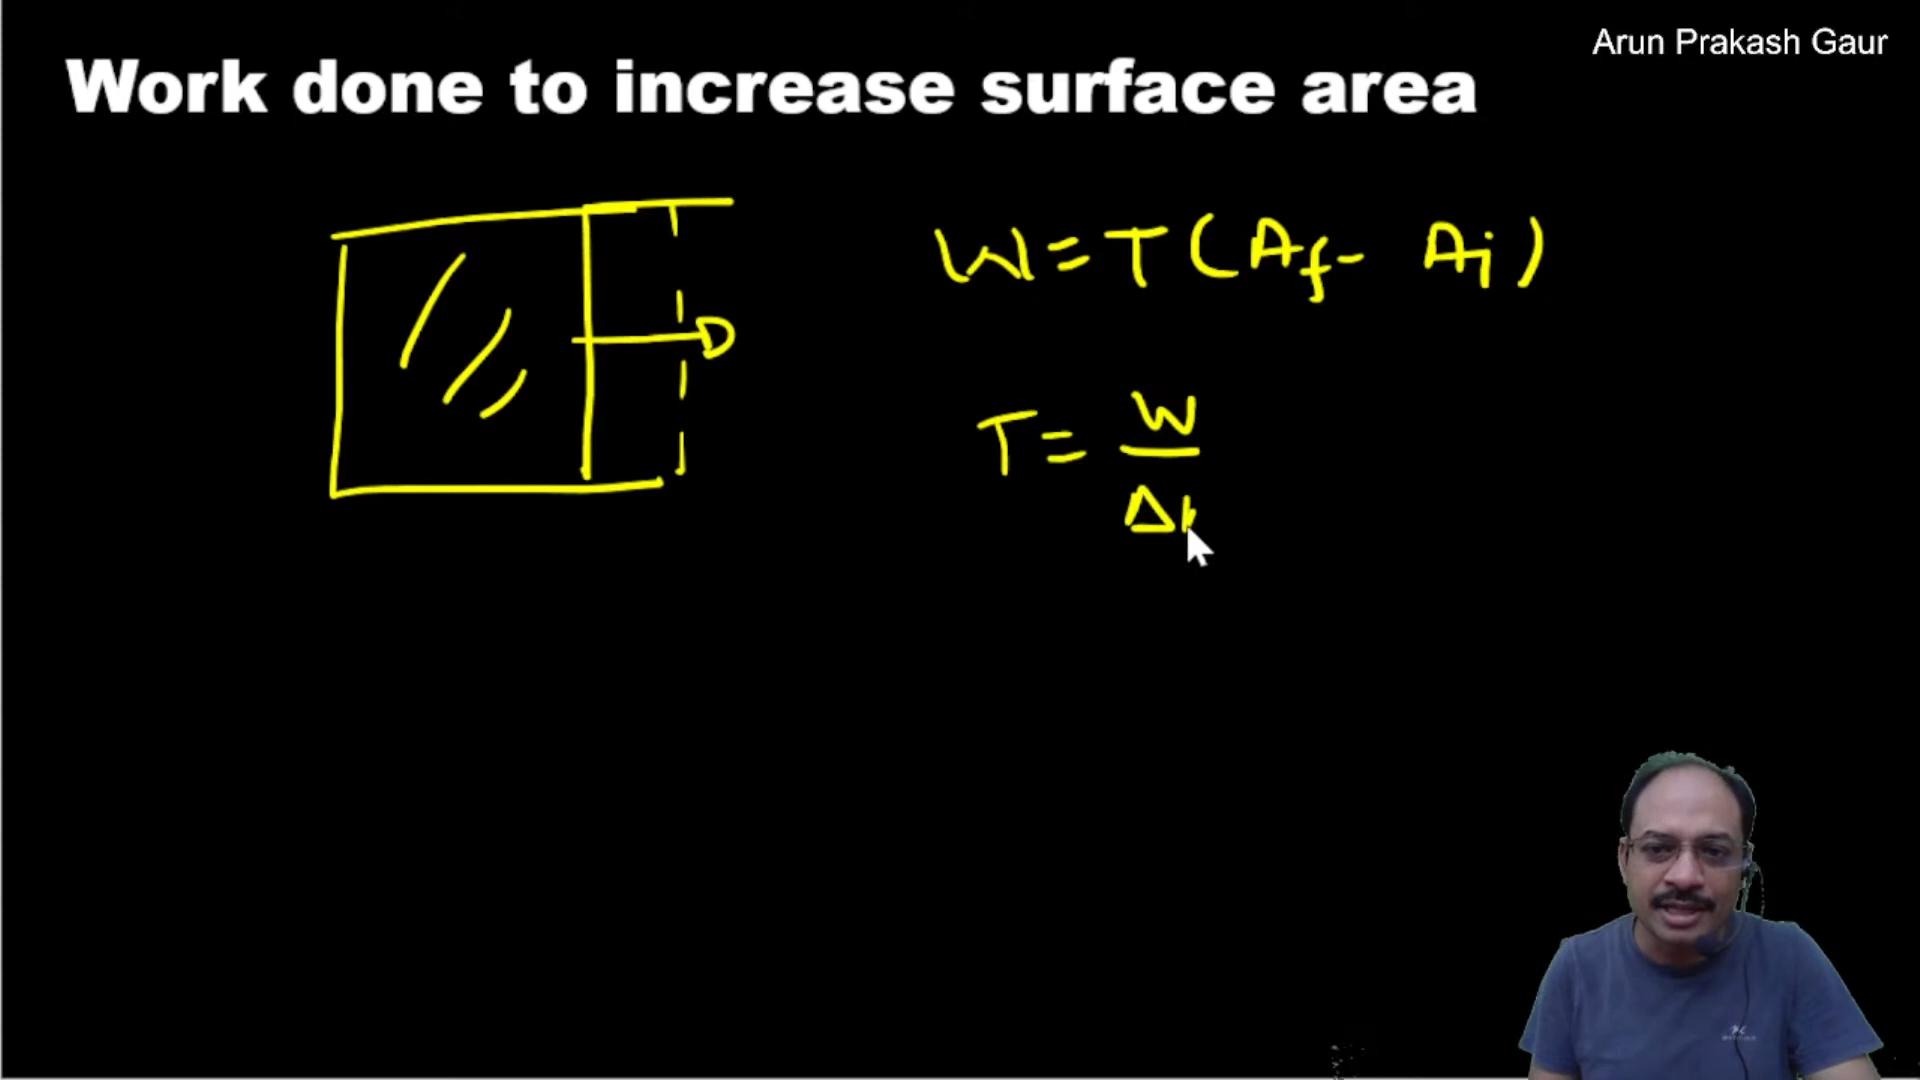 Arun Prakash Gaur
Work done to increase surface area
W = T (Af - Ai)
T = W
Δ